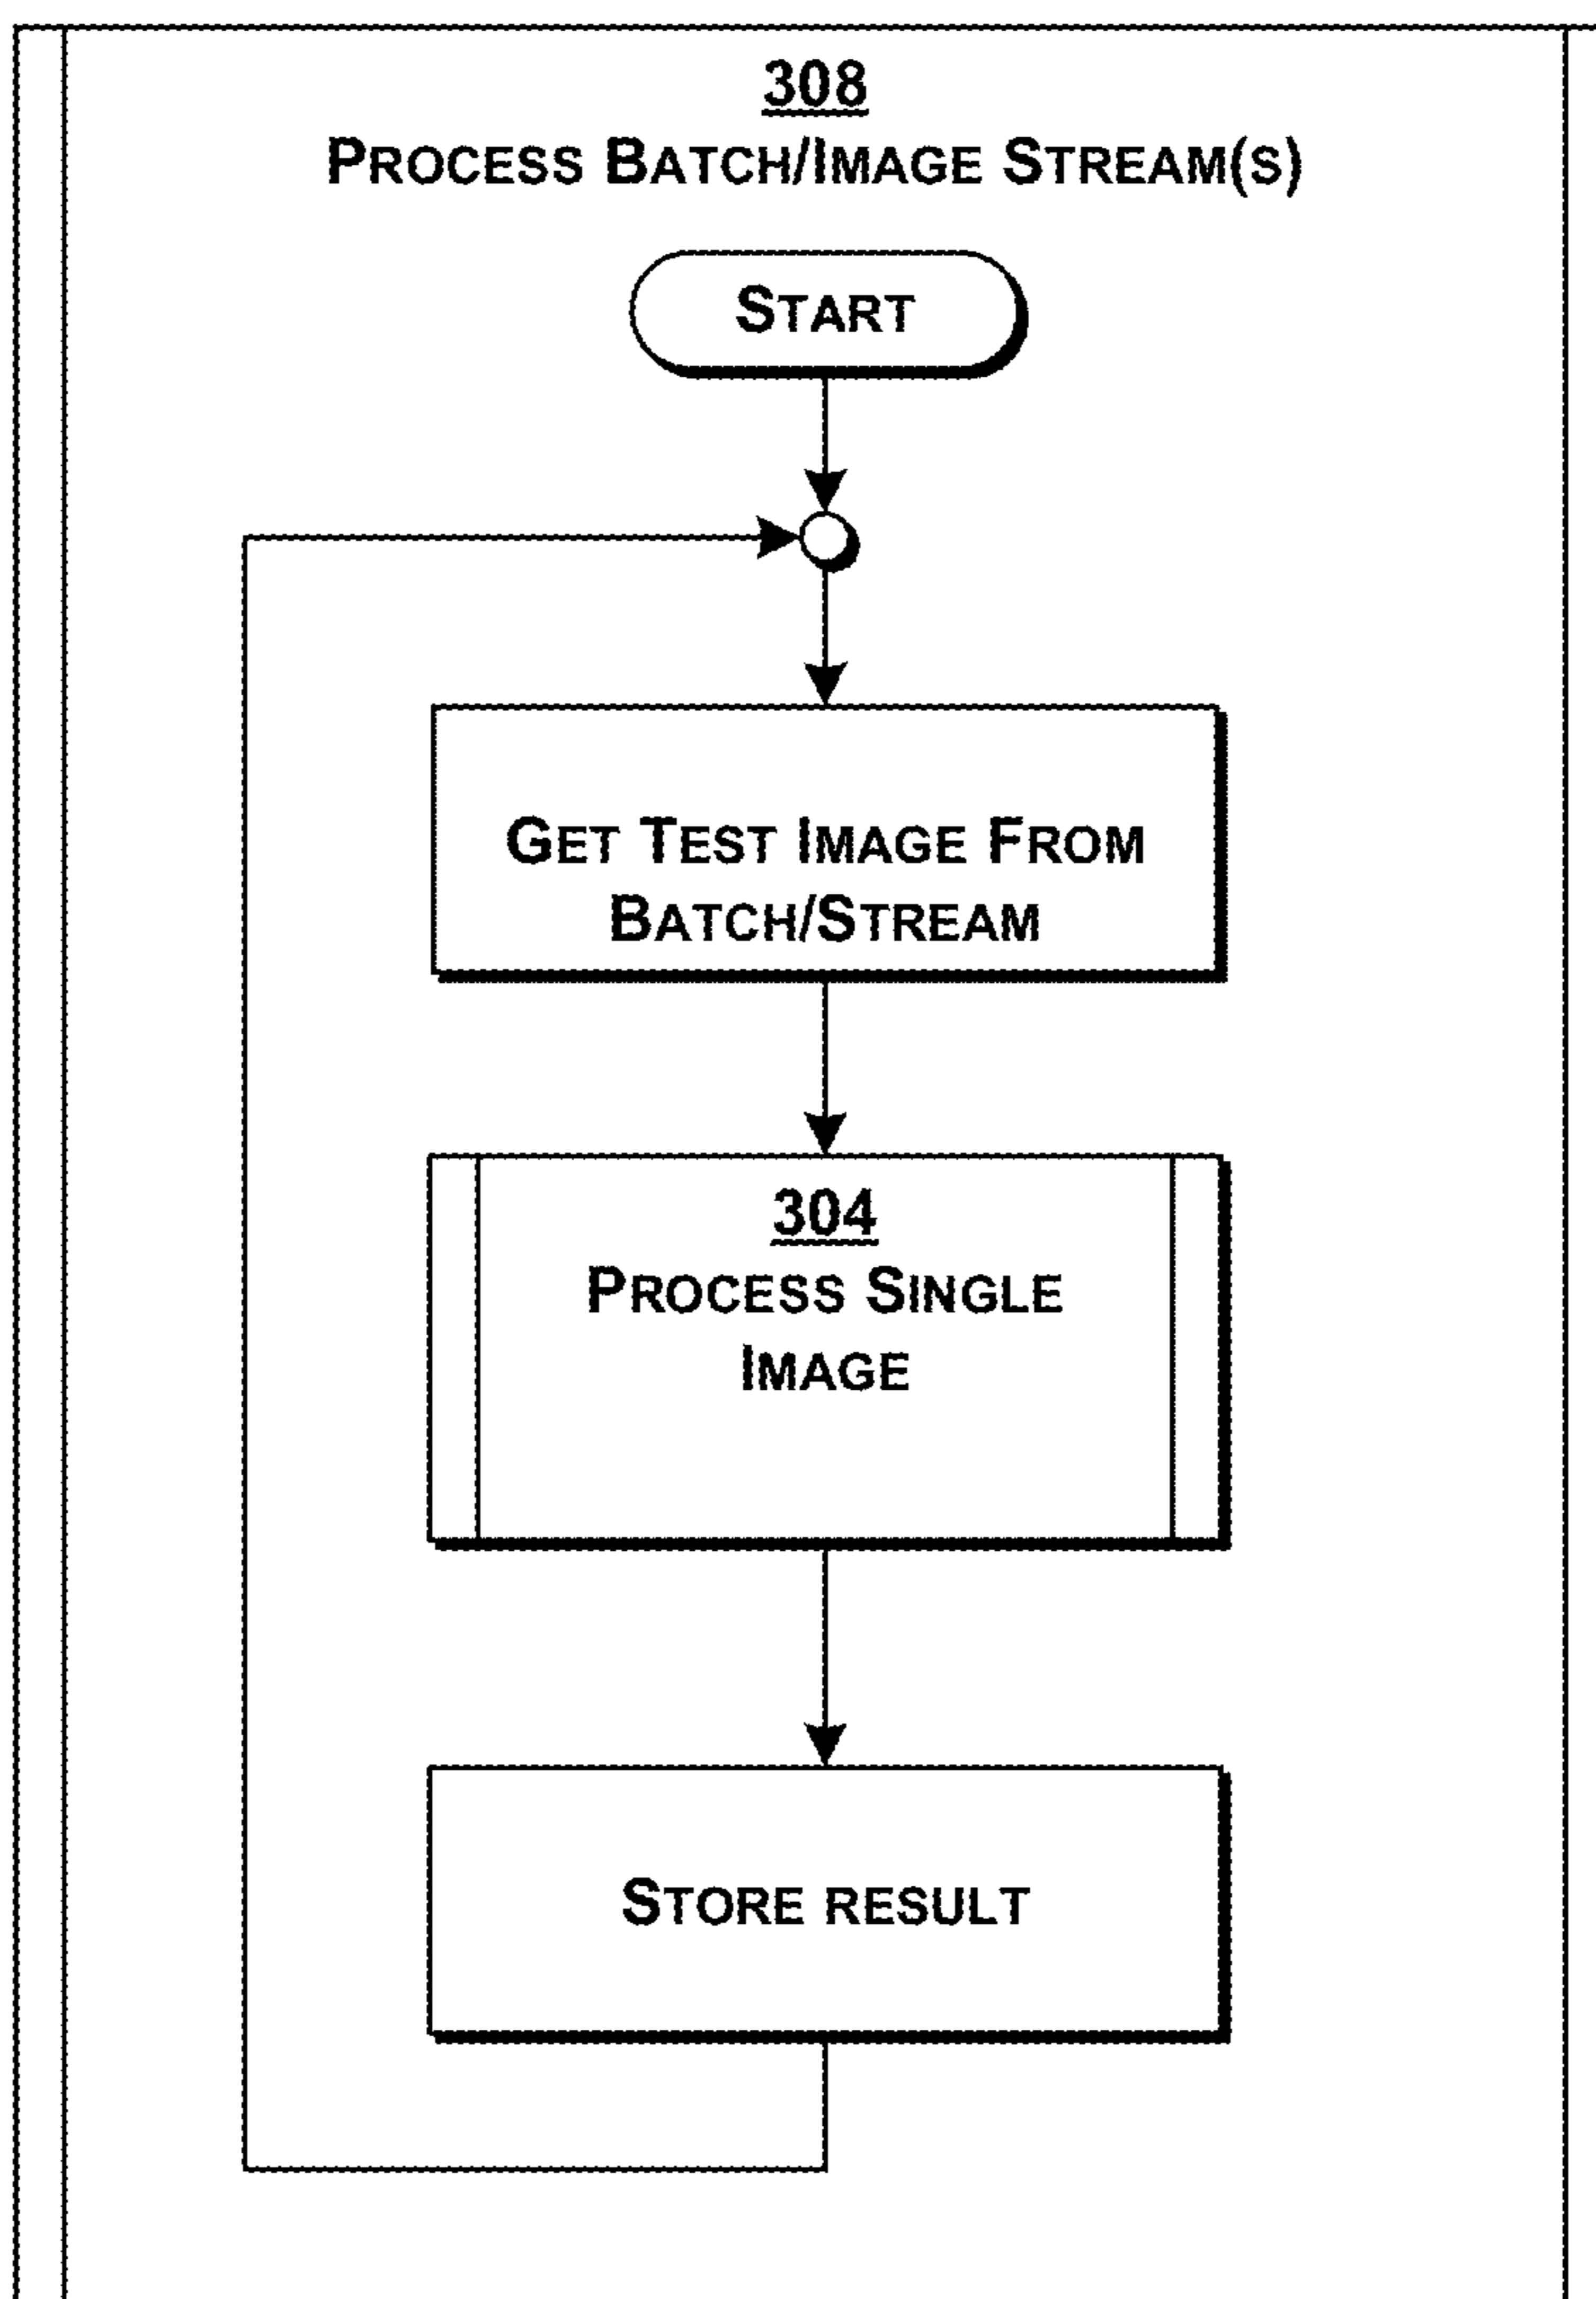 308
PROCESS BATCH/IMAGE STREAM(S)
START
GET TEST IMAGE FROM
BATCH/STREAM
304
PROCESS SINGLE
IMAGE
STORE RESULT